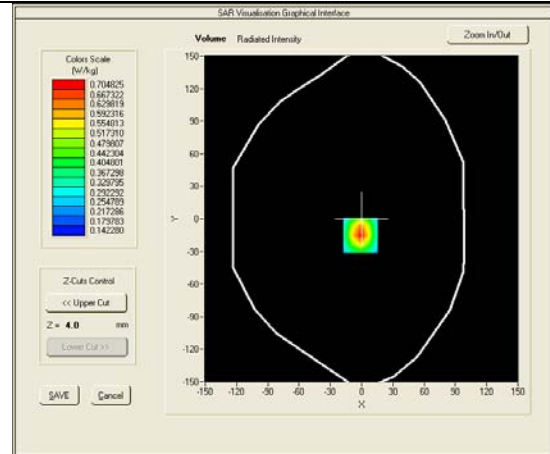 SAR Visualisation Graphical Interface
Volume Radiated Intensity
Zoom In/Out
Colors Scale
(W/kg)
0.704825
0.667322
0.629819
0.592316
0.554813
0.517310
0.479807
0.442304
0.404801
0.367298
0.329795
0.292292
0.254789
0.217286
0.179783
0.142280
Z-Cuts Control
<< Upper Cut
Z = 4.0 mm
Lower Cut >>
SAVE Cancel
150
120
90
60
30
0
-30
-60
-90
-120
-150
Y
-150 -120 -90 -60 -30 0 30 60 90 120 150
X